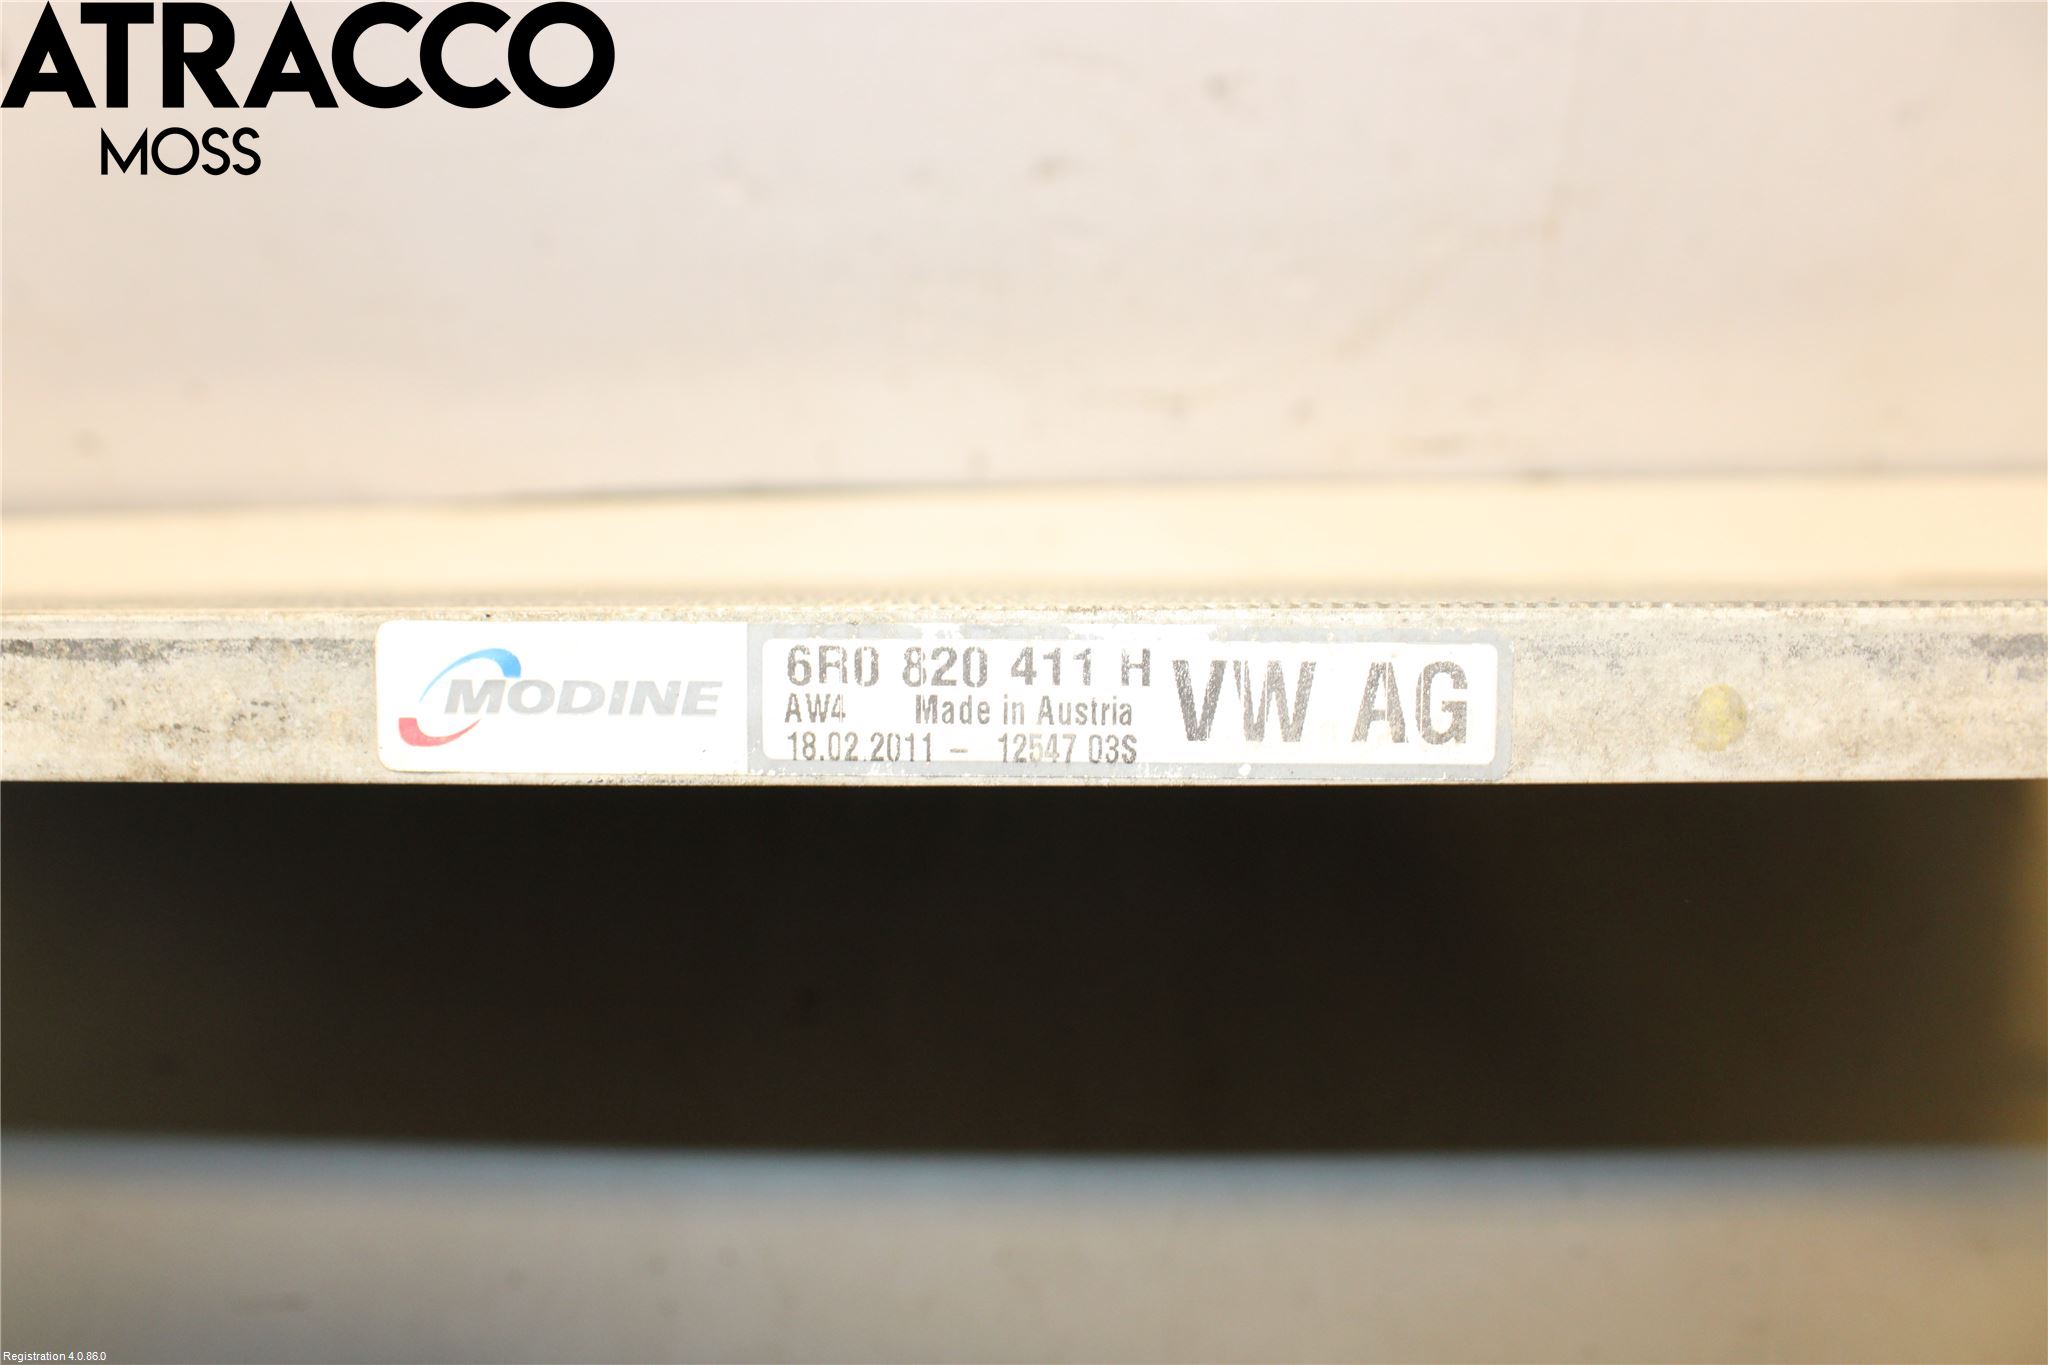 ATRACCO
MOSS
MODINE
6R0 820 411 H
VW AG
AW4 Made in Austria
18.02.2011 - 12547 03S
Registration 4.0.86.0